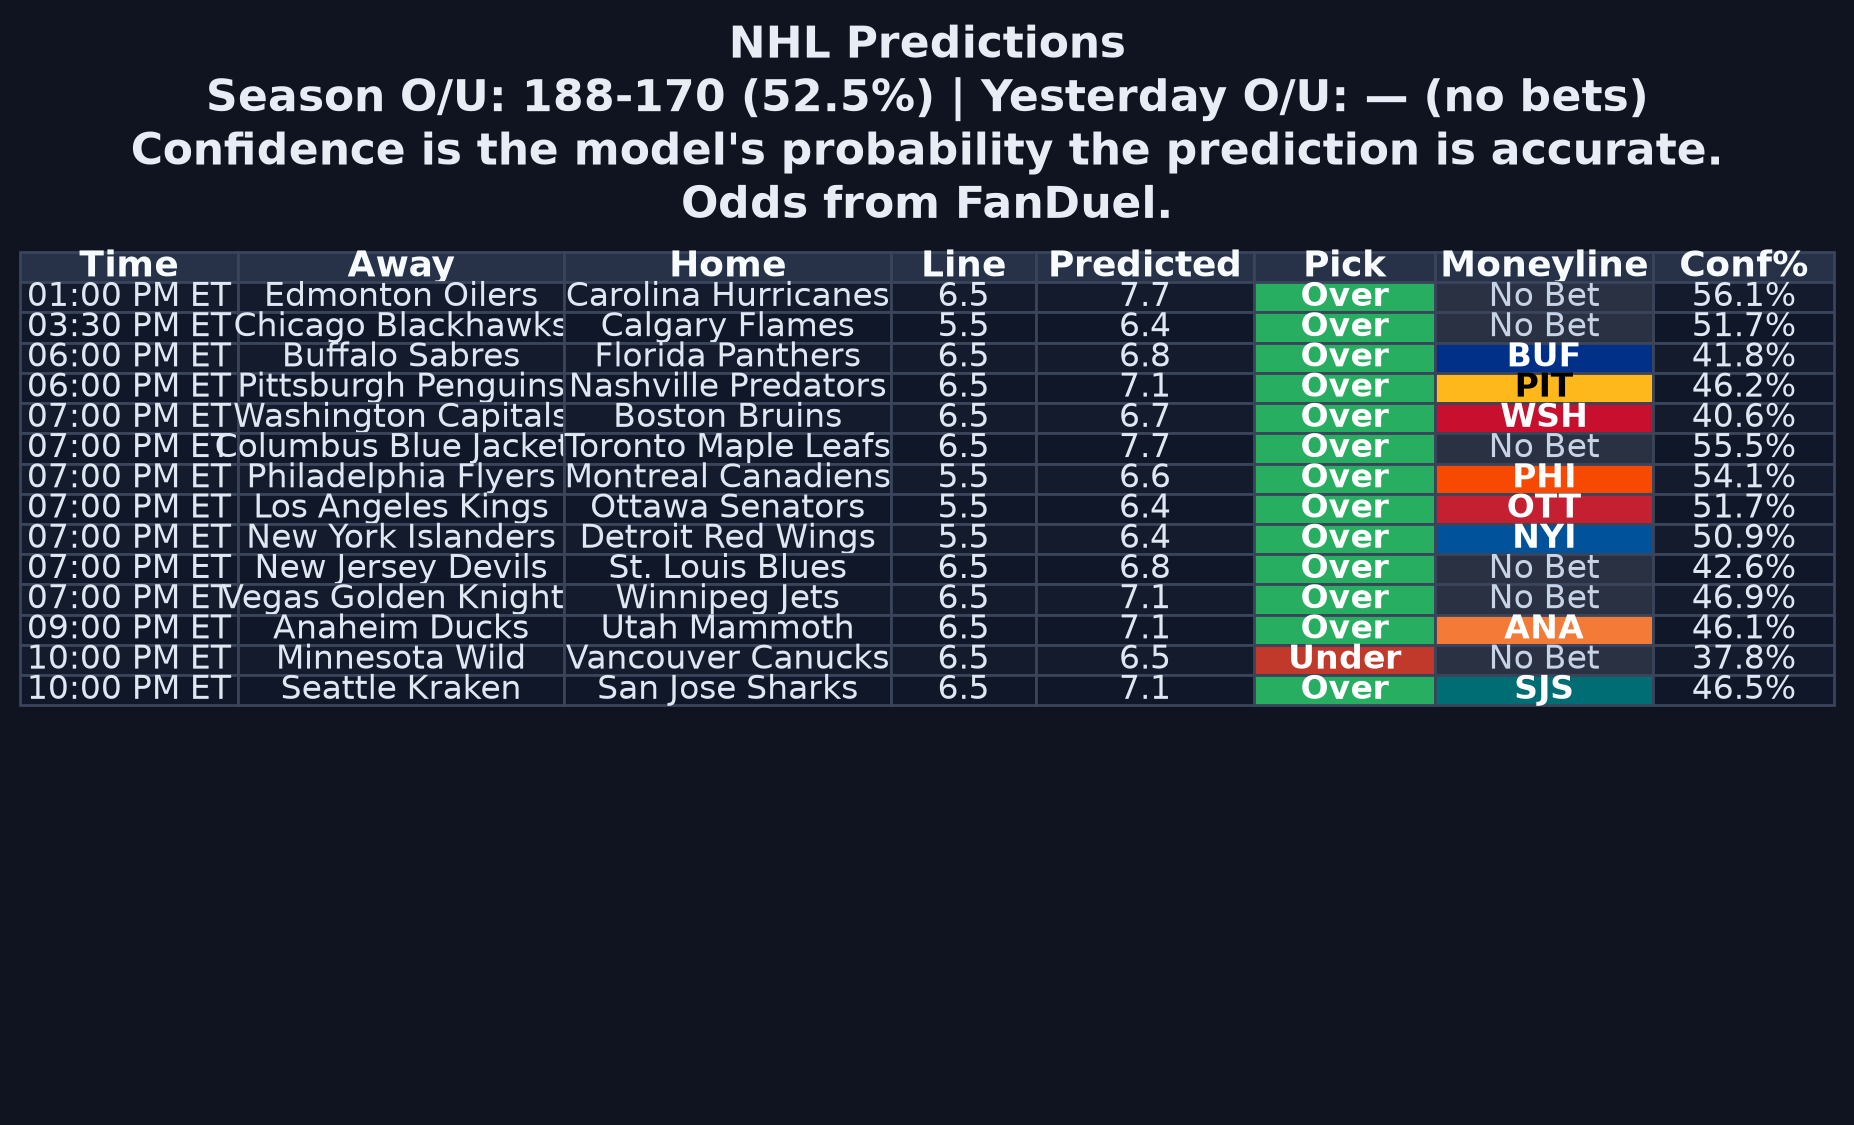 NHL Predictions
Season O/U: 188-170 (52.5%) | Yesterday O/U: — (no bets)
Confidence is the model's probability the prediction is accurate.
Odds from FanDuel.
Time Away Home Line Predicted Pick Moneyline Conf%
01:00 PM ET Edmonton Oilers Carolina Hurricanes 6.5 7.7 Over No Bet 56.1%
03:30 PM ET Chicago Blackhawks Calgary Flames 5.5 6.4 Over No Bet 51.7%
06:00 PM ET Buffalo Sabres Florida Panthers 6.5 6.8 Over BUF 41.8%
06:00 PM ET Pittsburgh Penguins Nashville Predators 6.5 7.1 Over PIT 46.2%
07:00 PM ET Washington Capitals Boston Bruins 6.5 6.7 Over WSH 40.6%
07:00 PM ET Columbus Blue Jacket Toronto Maple Leafs 6.5 7.7 Over No Bet 55.5%
07:00 PM ET Philadelphia Flyers Montreal Canadiens 5.5 6.6 Over PHI 54.1%
07:00 PM ET Los Angeles Kings Ottawa Senators 5.5 6.4 Over OTT 51.7%
07:00 PM ET New York Islanders Detroit Red Wings 5.5 6.4 Over NYI 50.9%
07:00 PM ET New Jersey Devils St. Louis Blues 6.5 6.8 Over No Bet 42.6%
07:00 PM ET Vegas Golden Knight Winnipeg Jets 6.5 7.1 Over No Bet 46.9%
09:00 PM ET Anaheim Ducks Utah Mammoth 6.5 7.1 Over ANA 46.1%
10:00 PM ET Minnesota Wild Vancouver Canucks 6.5 6.5 Under No Bet 37.8%
10:00 PM ET Seattle Kraken San Jose Sharks 6.5 7.1 Over SJS 46.5%